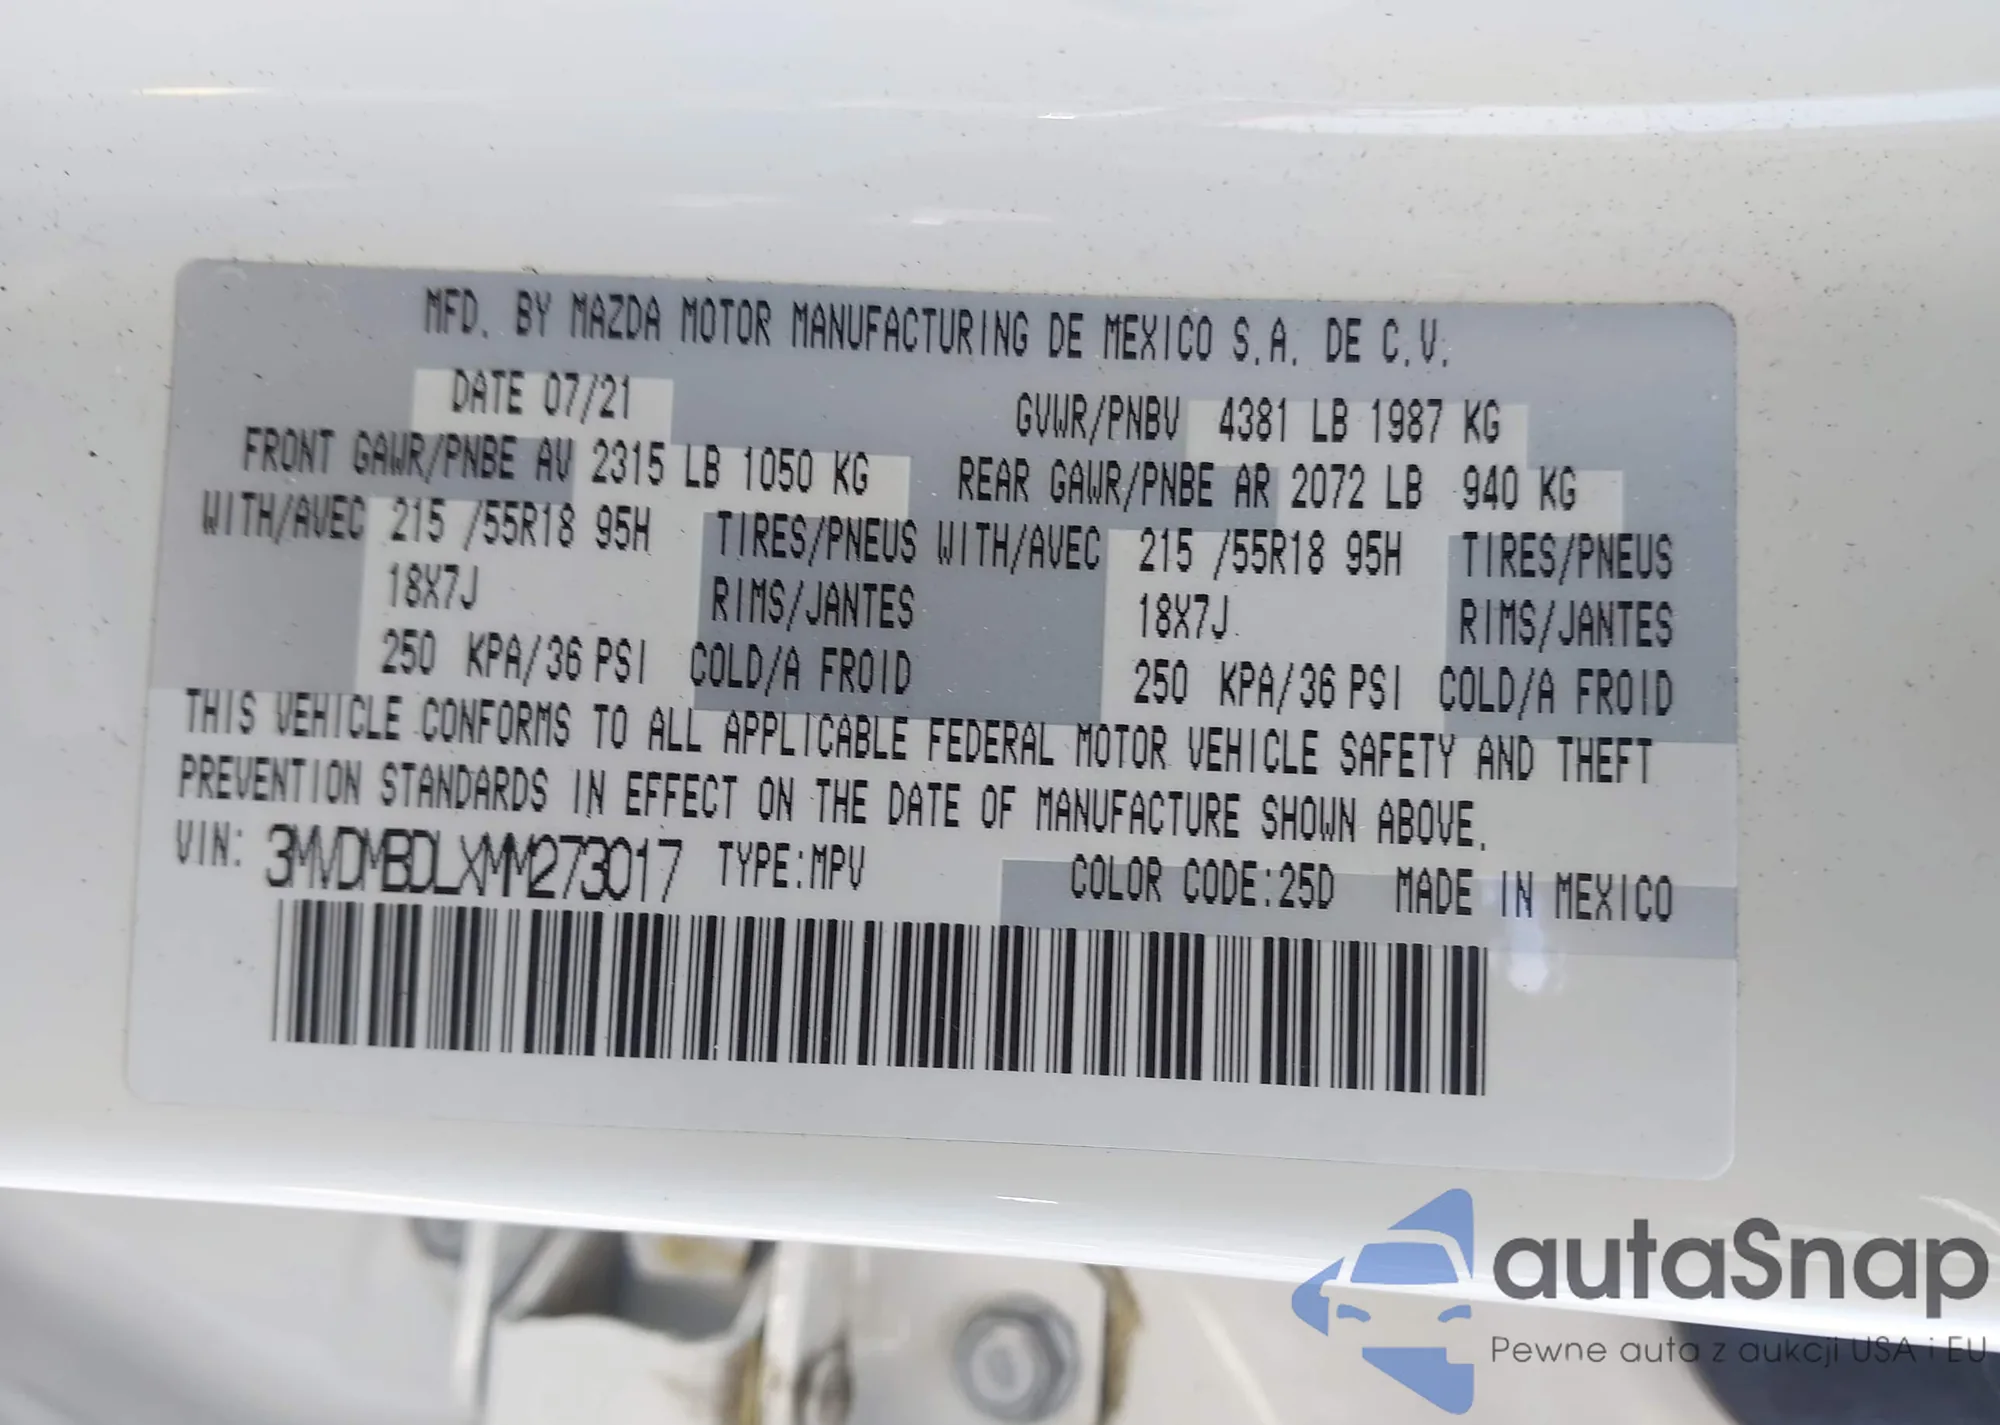 MFD. BY MAZDA MOTOR MANUFACTURING DE MEXICO S.A. DE C.V.
DATE 07/21 GVWR/PNBV 4381 LB 1987 KG
FRONT GAWR/PNBE AV 2315 LB 1050 KG REAR GAWR/PNBE AR 2072 LB 940 KG
WITH/AVEC 215 /55R18 95H TIRES/PNEUS WITH/AVEC 215 /55R18 95H TIRES/PNEUS
18X7J RIMS/JANTES 18X7J RIMS/JANTES
250 KPA/36 PSI COLD/A FROID 250 KPA/36 PSI COLD/A FROID
THIS VEHICLE CONFORMS TO ALL APPLICABLE FEDERAL MOTOR VEHICLE SAFETY AND THEFT
PREVENTION STANDARDS IN EFFECT ON THE DATE OF MANUFACTURE SHOWN ABOVE.
VIN: 3MVDMBDLXMM273017 TYPE:MPV COLOR CODE:25D MADE IN MEXICO
autaSnap
Pewne auta z aukcji USA i EU